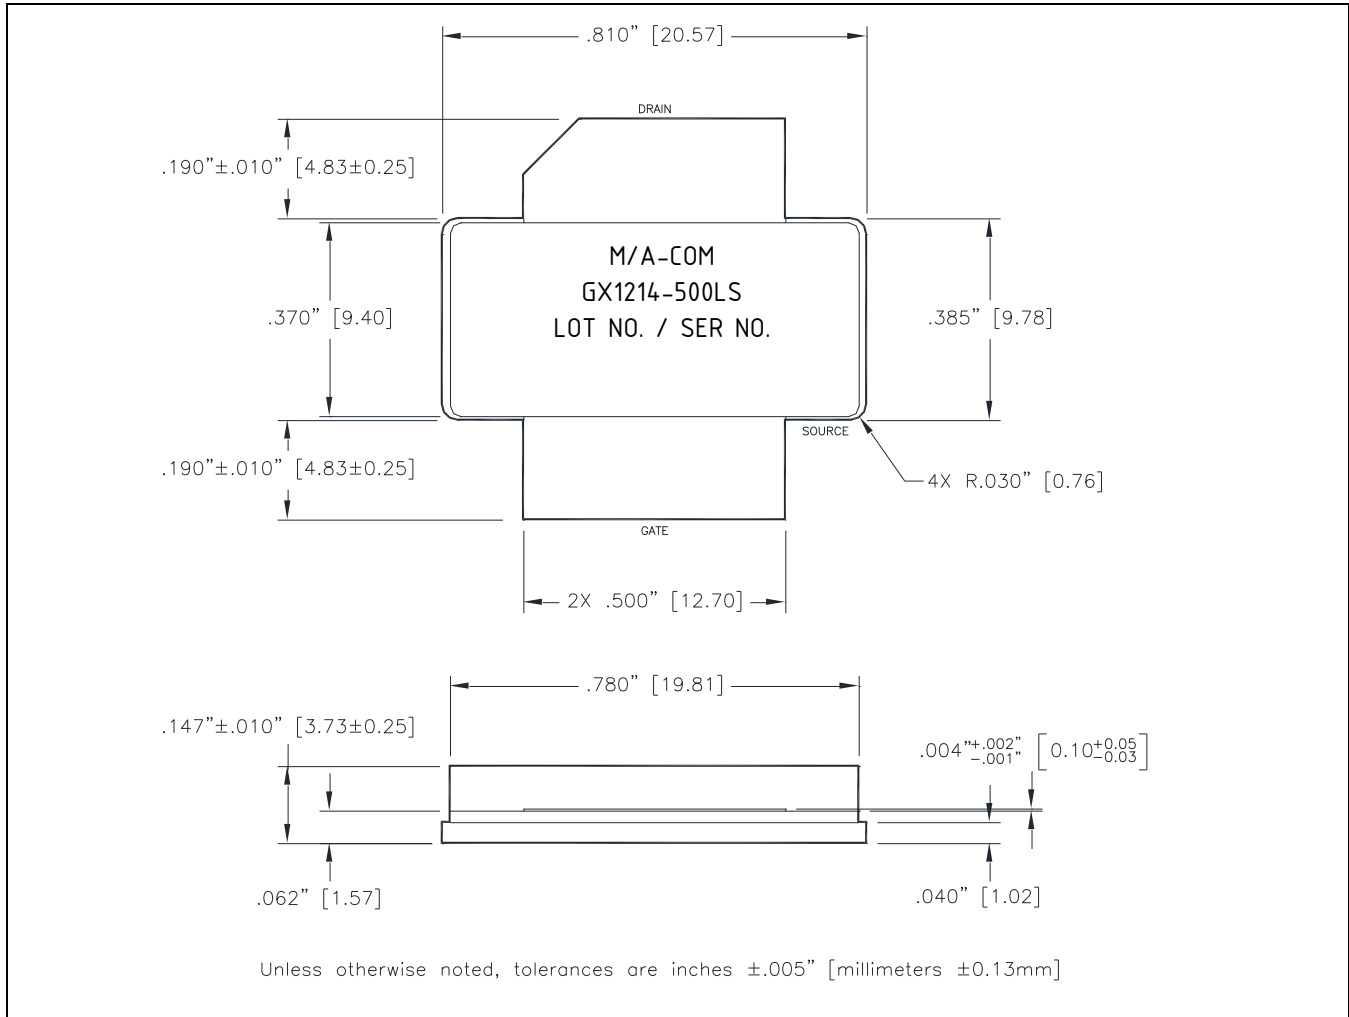 .810” [20.57]
DRAIN
.190”±.010” [4.83±0.25]
M/A-COM
GX1214-500LS
LOT NO. / SER NO.
.370” [9.40]
.385” [9.78]
SOURCE
.190”±.010” [4.83±0.25]
4X R.030” [0.76]
GATE
2X .500” [12.70]
.780” [19.81]
.147”±.010” [3.73±0.25]
.004”+.002” -.001” [0.10+0.05 -0.03]
.062” [1.57]
.040” [1.02]
Unless otherwise noted, tolerances are inches ±.005” [millimeters ±0.13mm]